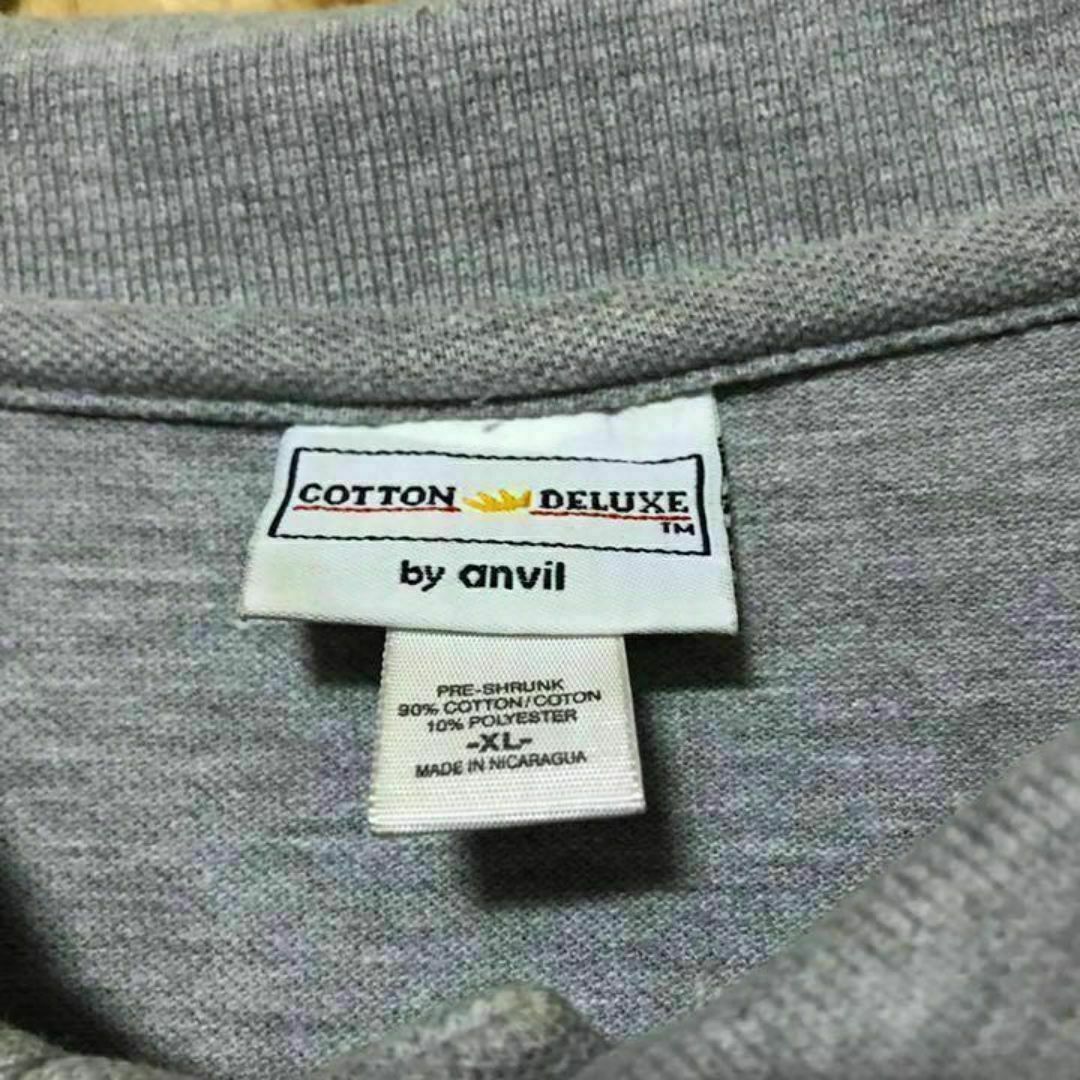 COTTON DELUXE
TM
by anvil
PRE-SHRUNK
90% COTTON/COTON
10% POLYESTER
-XL-
MADE IN NICARAGUA